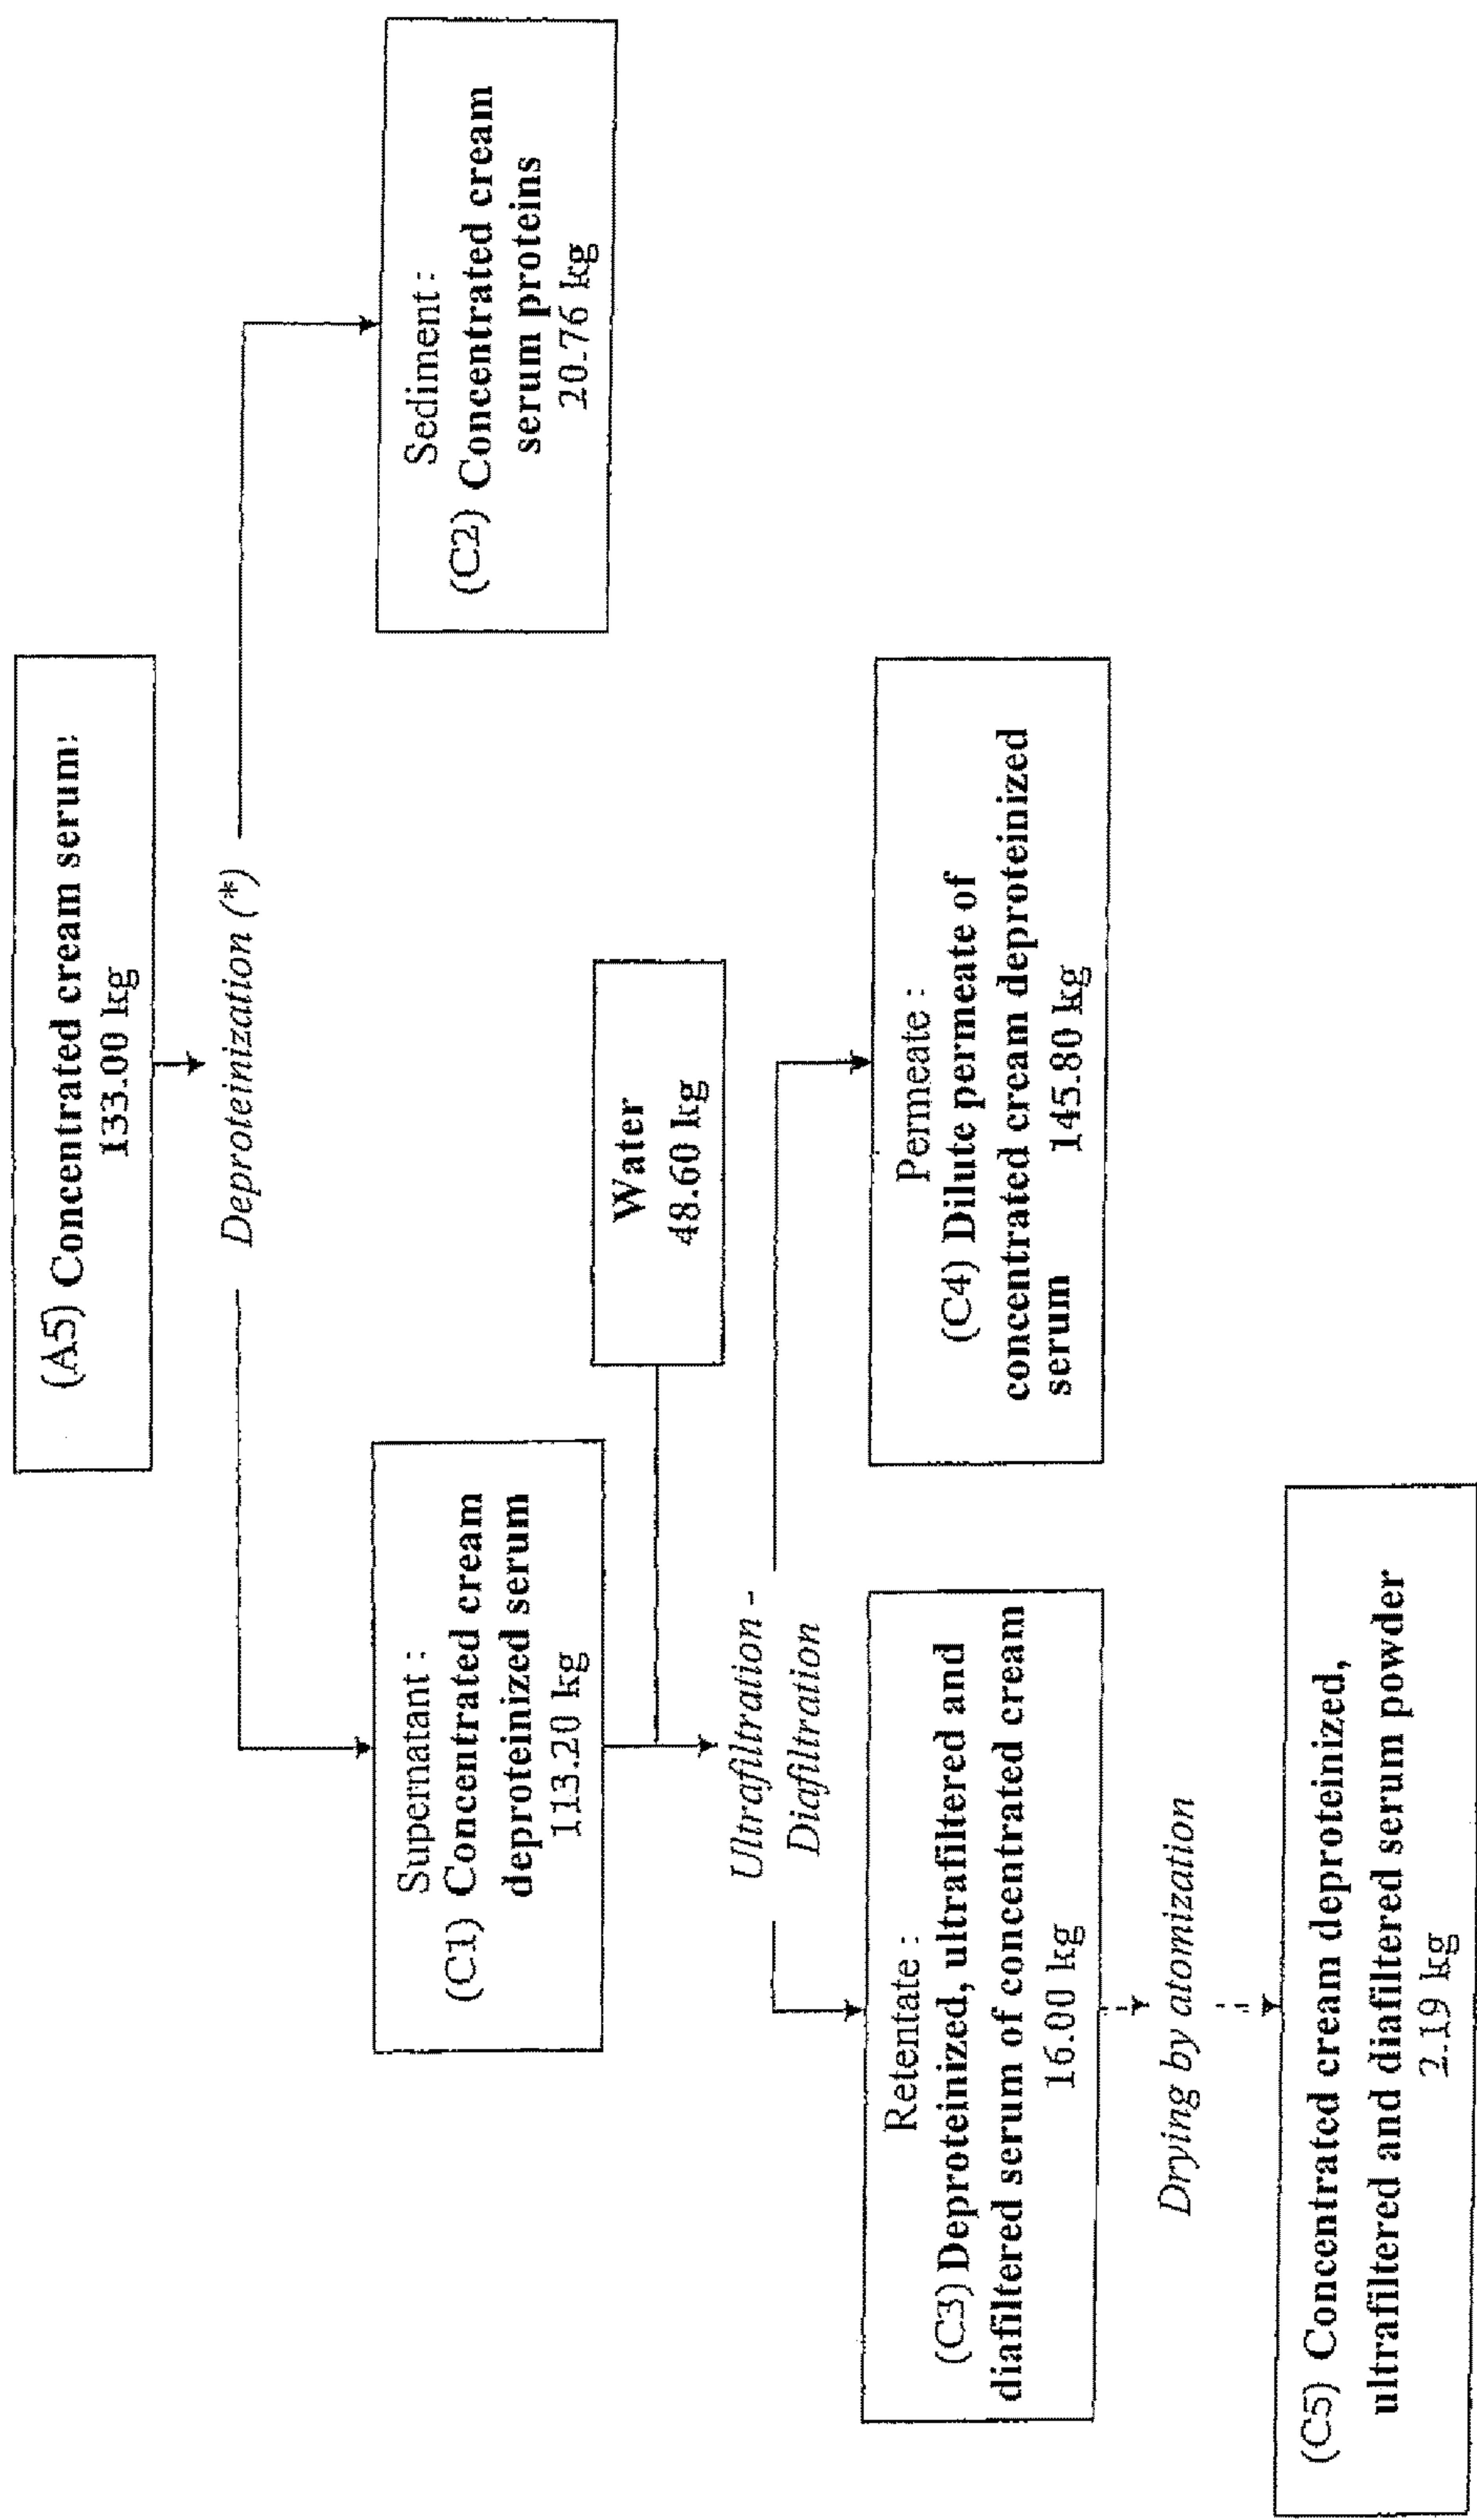 (A5) Concentrated cream serum:
133.00 kg
Deproteinization (*)
Supernatant :
(C1) Concentrated cream
deproteinized serum
113.20 kg
Sediment :
(C2) Concentrated cream
serum proteins
20.76 kg
Water
48.60 kg
Ultrafiltration -
Diafiltration
Retentate :
(C3) Deproteinized, ultrafiltered and
diafiltered serum of concentrated cream
16.00 kg
Permeate :
(C4) Dilute permeate of
concentrated cream deproteinized
serum 145.80 kg
Drying by atomization
(C5) Concentrated cream deproteinized,
ultrafiltered and diafiltered serum powder
2.19 kg